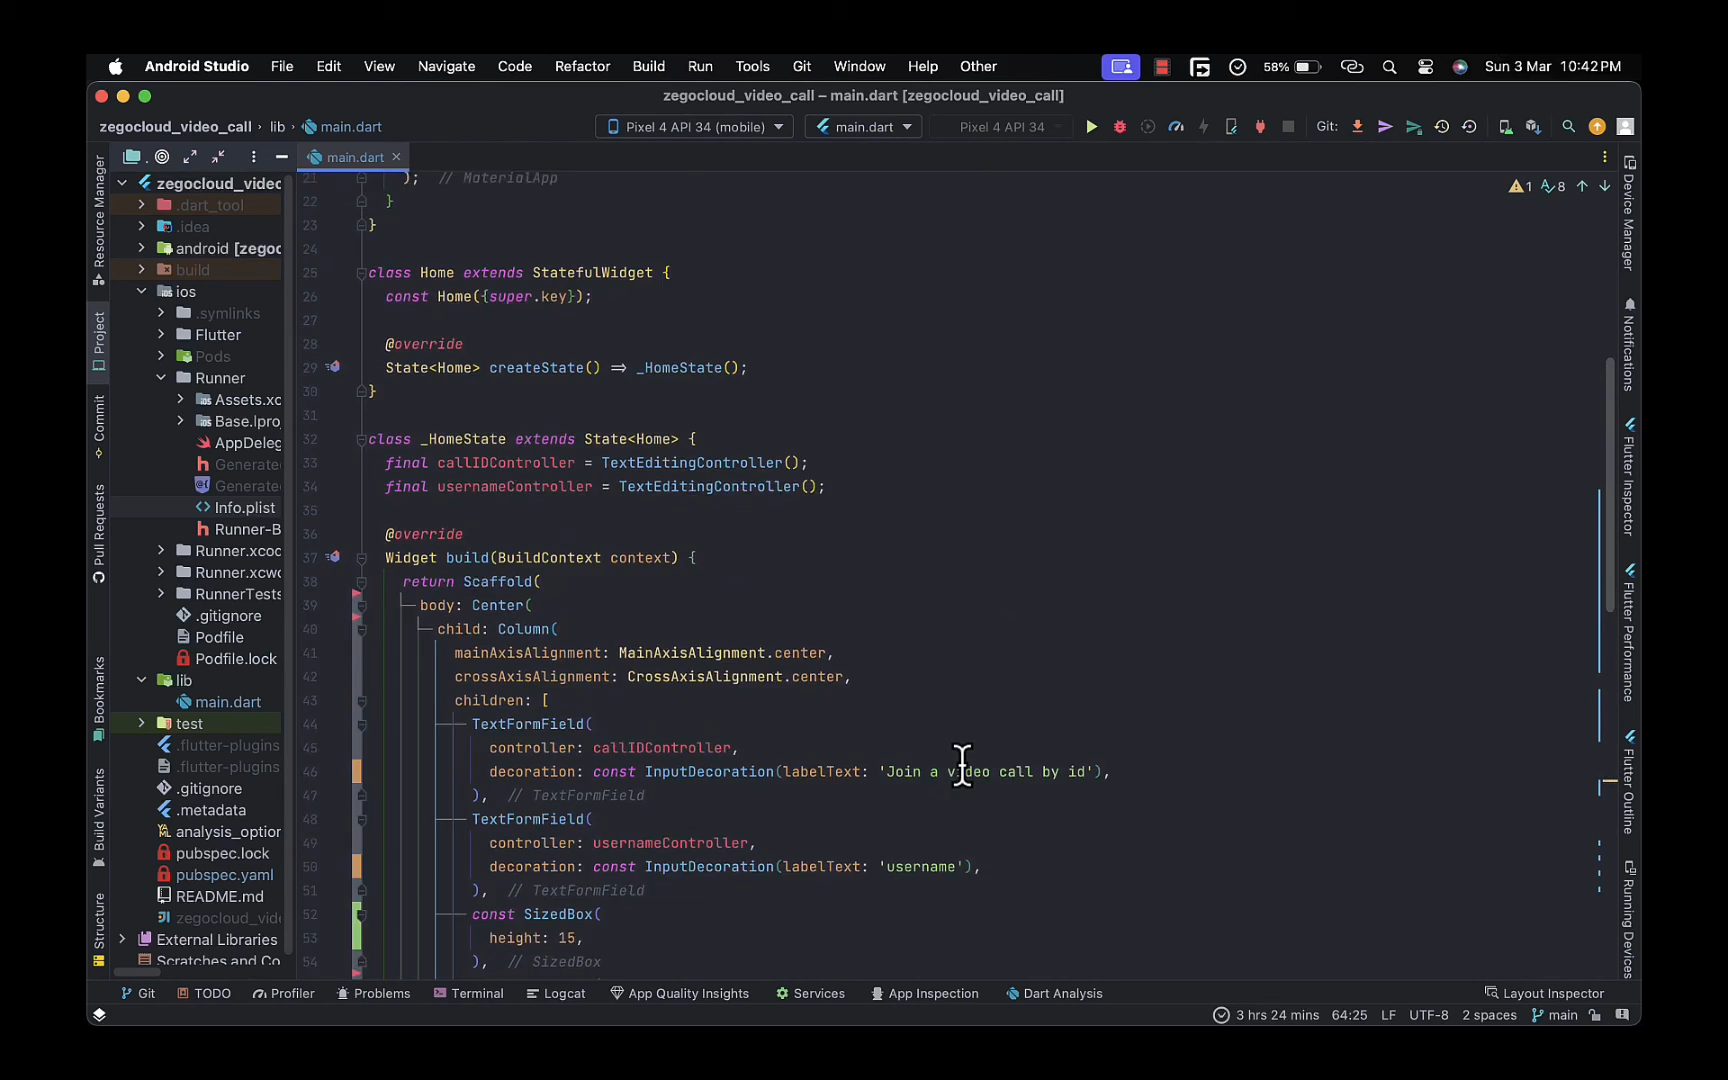 Android Studio File Edit View Navigate Code Refactor Build Run Tools Git Window Help Other 58% Sun 3 Mar 10:42 PM
zegocloud_video_call – main.dart [zegocloud_video_call]
zegocloud_video_call › lib › main.dart Pixel 4 API 34 (mobile) main.dart Pixel 4 API 34 Git:
main.dart
Resource Manager
Project
Commit
Pull Requests
Bookmarks
Build Variants
Structure
zegocloud_videc
.dart_tool
.idea
android [zegoc
build
ios
.symlinks
Flutter
Pods
Runner
Assets.xc
Base.lpro
AppDeleg
Generate
Generate
Info.plist
Runner-B
Runner.xcod
Runner.xcwo
RunnerTests
.gitignore
Podfile
Podfile.lock
lib
main.dart
test
.flutter-plugins
.flutter-plugins
.gitignore
.metadata
analysis_optior
pubspec.lock
pubspec.yaml
README.md
zegocloud_vide
External Libraries
Scratches and Co
1 8
21 ); // MaterialApp
22 }
23 }
24
25 class Home extends StatefulWidget {
26 const Home({super.key});
27
28 @override
29 State<Home> createState() => _HomeState();
30 }
31
32 class _HomeState extends State<Home> {
33 final callIDController = TextEditingController();
34 final usernameController = TextEditingController();
35
36 @override
37 Widget build(BuildContext context) {
38 return Scaffold(
39 body: Center(
40 child: Column(
41 mainAxisAlignment: MainAxisAlignment.center,
42 crossAxisAlignment: CrossAxisAlignment.center,
43 children: [
44 TextFormField(
45 controller: callIDController,
46 decoration: const InputDecoration(labelText: 'Join a video call by id'),
47 ), // TextFormField
48 TextFormField(
49 controller: usernameController,
50 decoration: const InputDecoration(labelText: 'username'),
51 ), // TextFormField
52 const SizedBox(
53 height: 15,
54 ), // SizedBox
Device Manager
Notifications
Flutter Inspector
Flutter Performance
Flutter Outline
Running Devices
Git TODO Profiler Problems Terminal Logcat App Quality Insights Services App Inspection Dart Analysis Layout Inspector
3 hrs 24 mins 64:25 LF UTF-8 2 spaces main